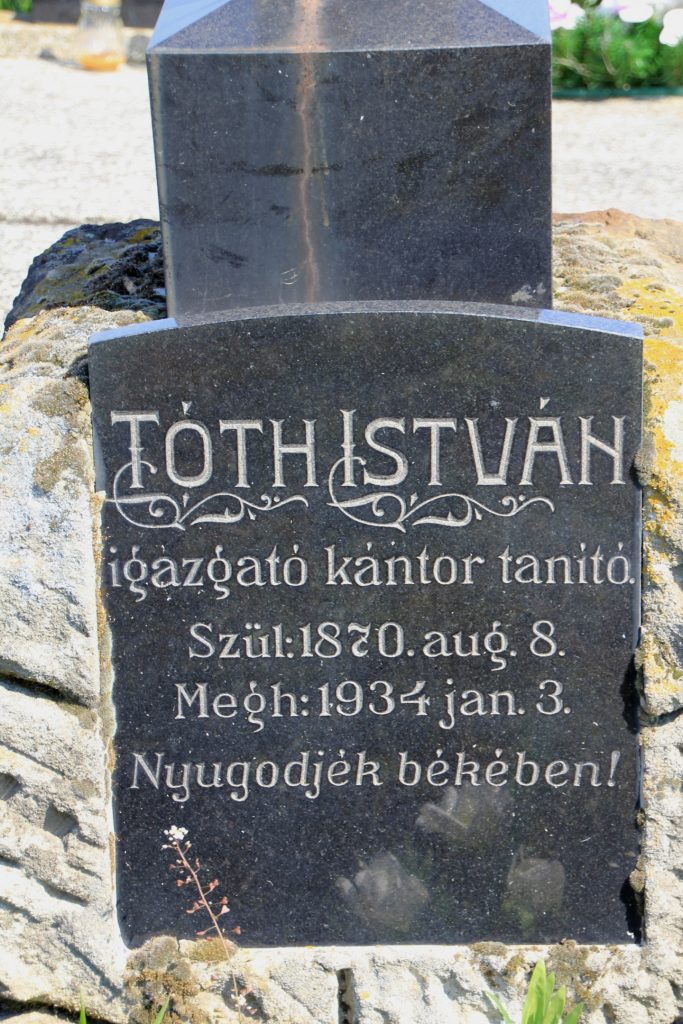 TÓTH ISTVÁN
igazgató kántor tanító.
Szül: 1870. aug. 8.
Megh: 1934 jan. 3.
Nyugodjék békében!